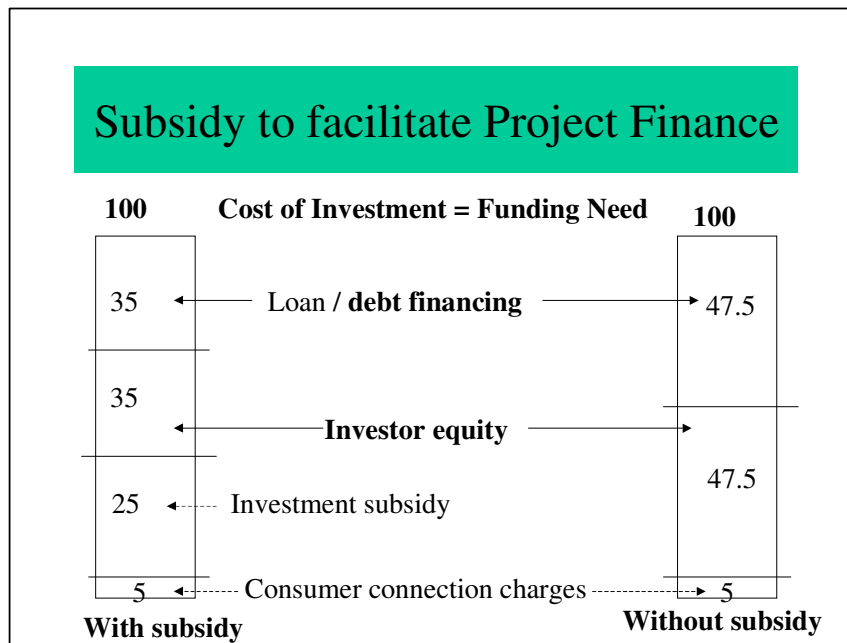 Subsidy to facilitate Project Finance
100 Cost of Investment = Funding Need 100
35 Loan / debt financing 47.5
35
Investor equity
47.5
25 Investment subsidy
5 Consumer connection charges 5
With subsidy Without subsidy